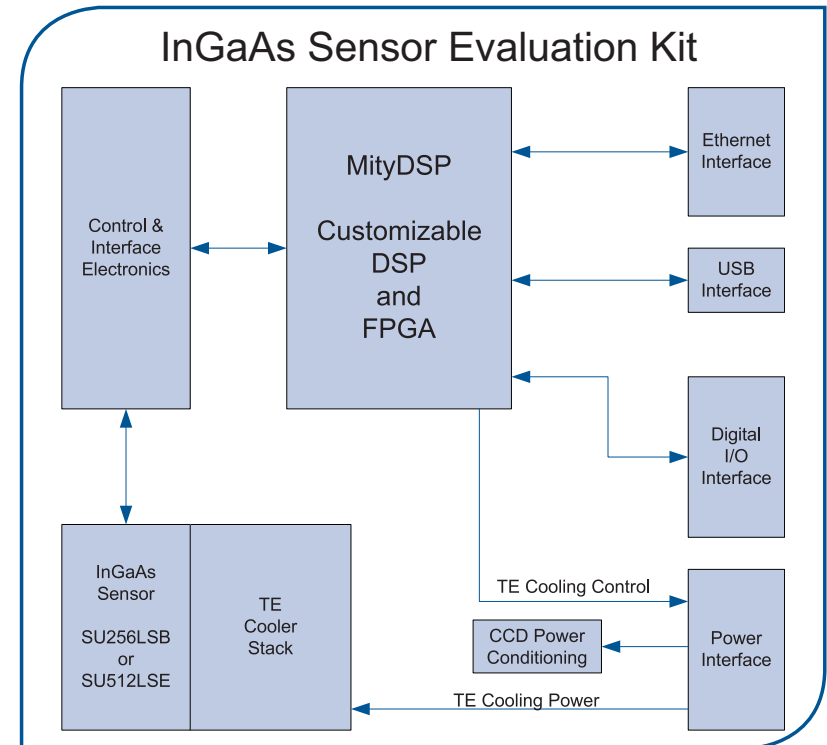 InGaAs Sensor Evaluation Kit
Control &
Interface
Electronics
MityDSP
Customizable
DSP
and
FPGA
Ethernet
Interface
USB
Interface
Digital
I/O
Interface
InGaAs
Sensor
SU256LSB
or
SU512LSE
TE
Cooler
Stack
TE Cooling Control
CCD Power
Conditioning
Power
Interface
TE Cooling Power